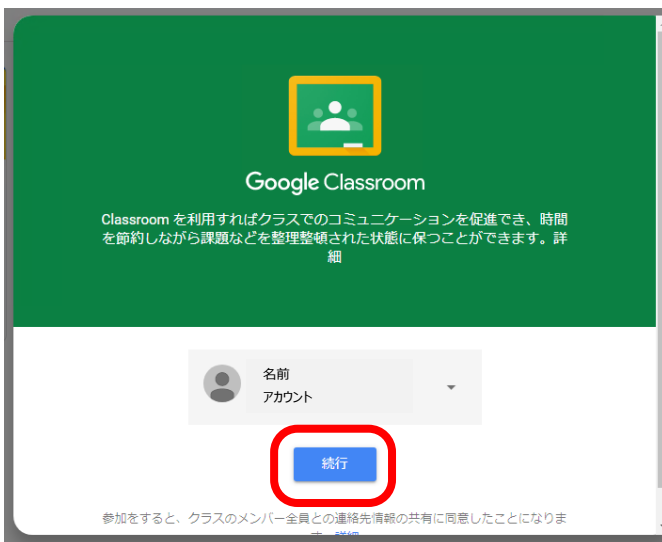 Google Classroom
Classroom を利用すればクラスでのコミュニケーションを促進でき、時間
を節約しながら課題などを整理整頓された状態に保つことができます。詳
細
名前
アカウント
続行
参加をすると、クラスのメンバー全員との連絡先情報の共有に同意したことになりま
す。詳細